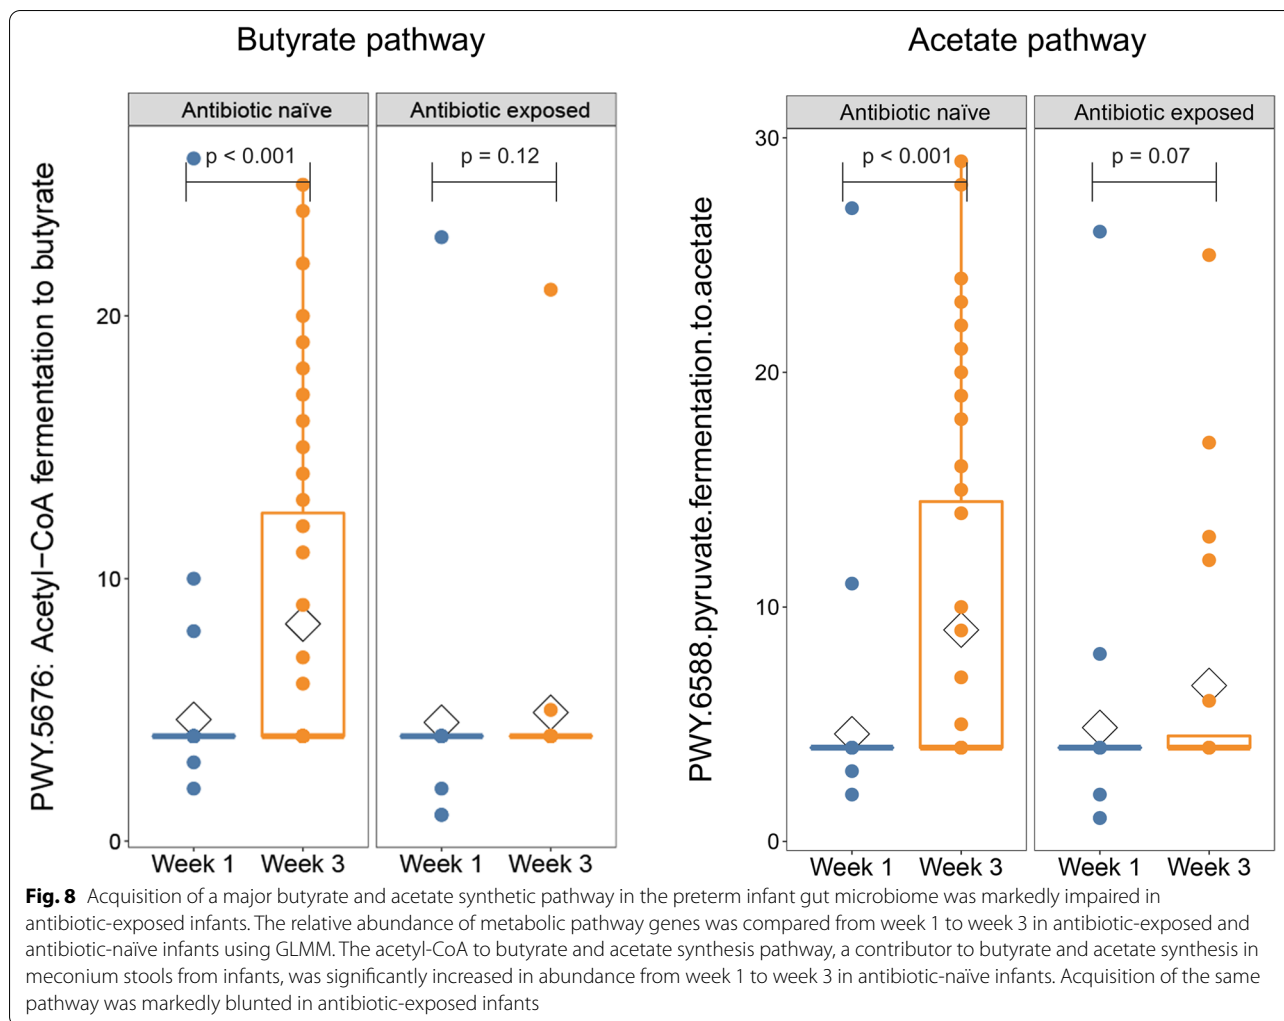 Butyrate pathway
Acetate pathway
Antibiotic naïve
Antibiotic exposed
Antibiotic naïve
Antibiotic exposed
p < 0.001
p = 0.12
p < 0.001
p = 0.07
PWY.5676: Acetyl−CoA fermentation to butyrate
20
10
0
PWY.6588.pyruvate.fermentation.to.acetate
30
20
10
0
Week 1
Week 3
Week 1
Week 3
Week 1
Week 3
Week 1
Week 3
Fig. 8 Acquisition of a major butyrate and acetate synthetic pathway in the preterm infant gut microbiome was markedly impaired in
antibiotic-exposed infants. The relative abundance of metabolic pathway genes was compared from week 1 to week 3 in antibiotic-exposed and
antibiotic-naïve infants using GLMM. The acetyl-CoA to butyrate and acetate synthesis pathway, a contributor to butyrate and acetate synthesis in
meconium stools from infants, was significantly increased in abundance from week 1 to week 3 in antibiotic-naïve infants. Acquisition of the same
pathway was markedly blunted in antibiotic-exposed infants